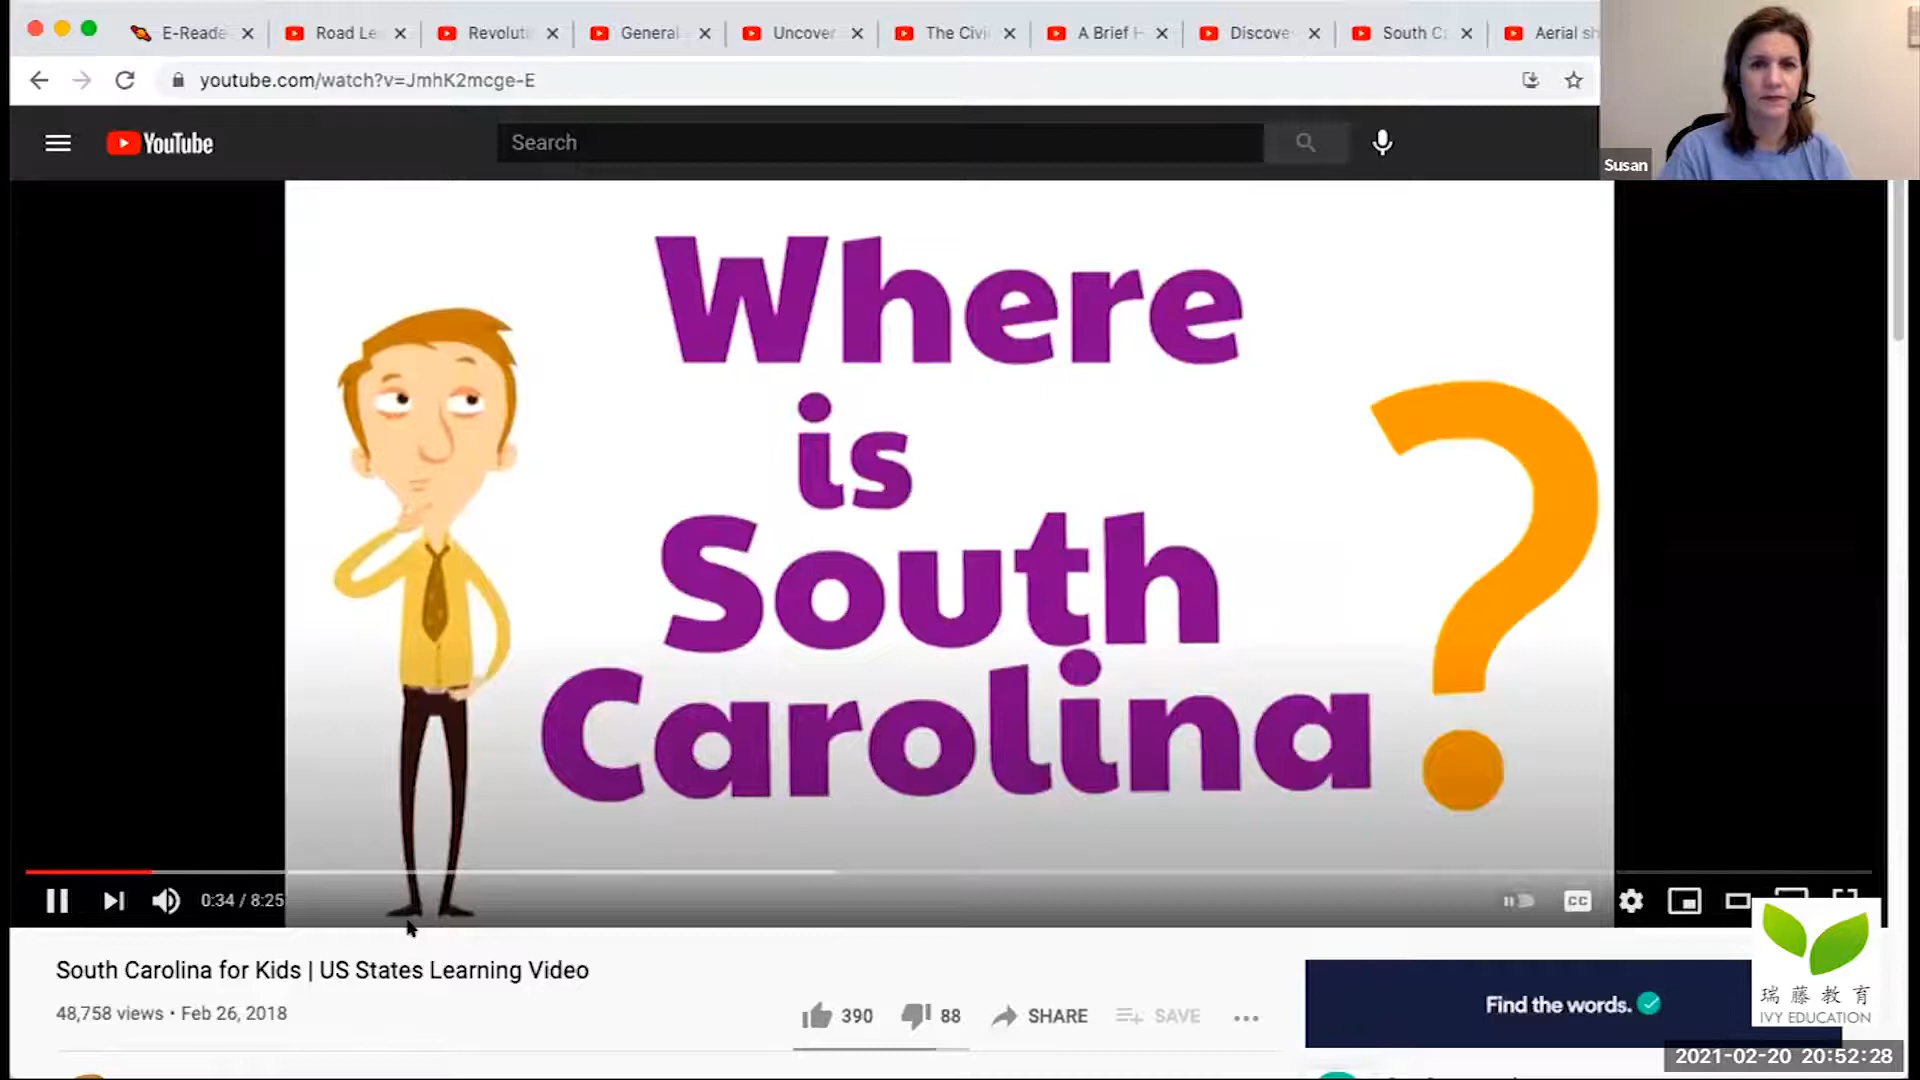 E-Reade
Road Le
Revoluti
General
Uncover
The Civi
A Brief H
Discove
South C
Aerial sh
youtube.com/watch?v=JmhK2mcge-E
YouTube
Search
Susan
Where
is
South
Carolina?
0:34 / 8:25
CC
South Carolina for Kids | US States Learning Video
48,758 views • Feb 26, 2018
390
88
SHARE
SAVE
Find the words.
瑞藤教育
IVY EDUCATION
2021-02-20 20:52:28